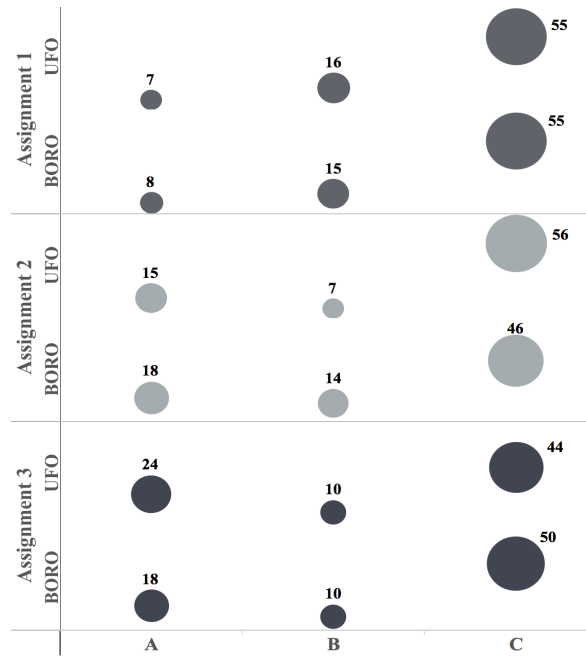 Assignment 1
UFO
7
16
55
BORO
8
15
55
Assignment 2
UFO
15
7
56
BORO
18
14
46
Assignment 3
UFO
24
10
44
BORO
18
10
50
A B C